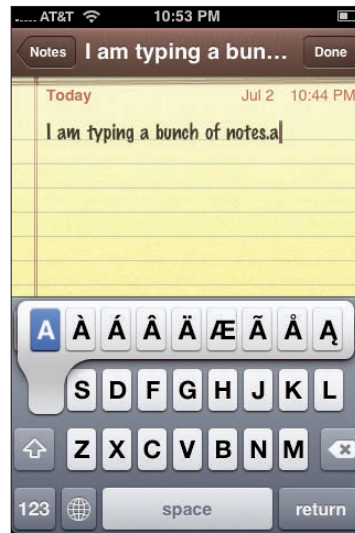 ..... AT&T 10:53 PM
Notes I am typing a bun... Done
Today Jul 2 10:44 PM
I am typing a bunch of notes.a
A À Á Â Ä Æ Ã Å Ą
S D F G H J K L
Z X C V B N M
123 space return